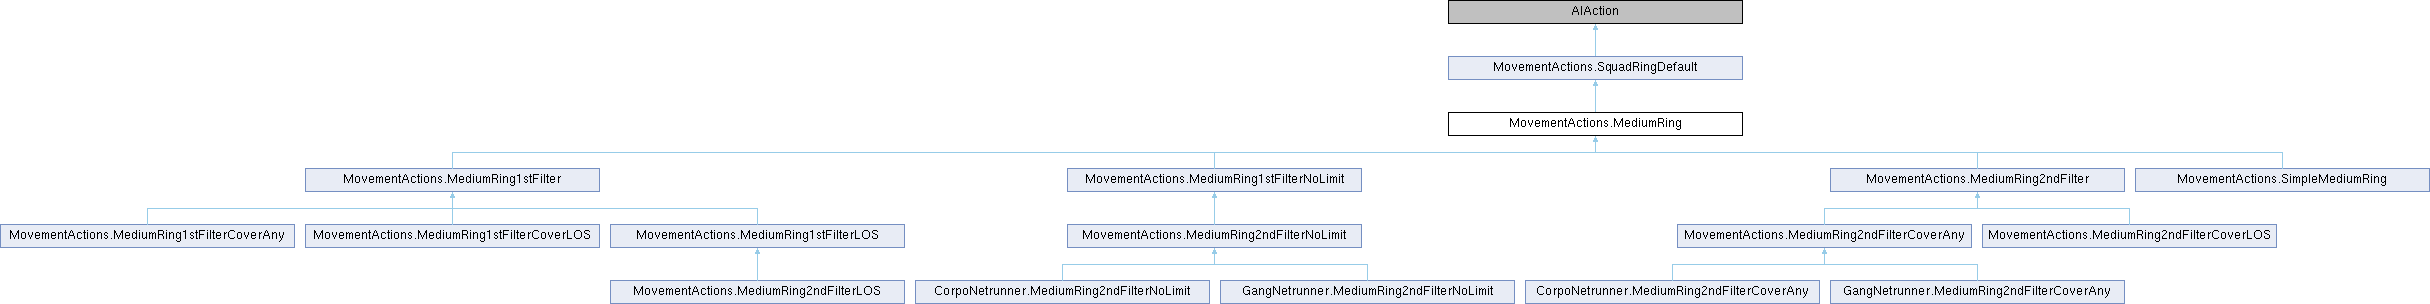 AIAction
MovementActions.SquadRingDefault
MovementActions.MediumRing
MovementActions.MediumRing1stFilter
MovementActions.MediumRing1stFilterNoLimit
MovementActions.MediumRing2ndFilter
MovementActions.SimpleMediumRing
MovementActions.MediumRing1stFilterCoverAny
MovementActions.MediumRing1stFilterCoverLOS
MovementActions.MediumRing1stFilterLOS
MovementActions.MediumRing2ndFilterNoLimit
MovementActions.MediumRing2ndFilterCoverAny
MovementActions.MediumRing2ndFilterCoverLOS
MovementActions.MediumRing2ndFilterLOS
CorpoNetrunner.MediumRing2ndFilterNoLimit
GangNetrunner.MediumRing2ndFilterNoLimit
CorpoNetrunner.MediumRing2ndFilterCoverAny
GangNetrunner.MediumRing2ndFilterCoverAny